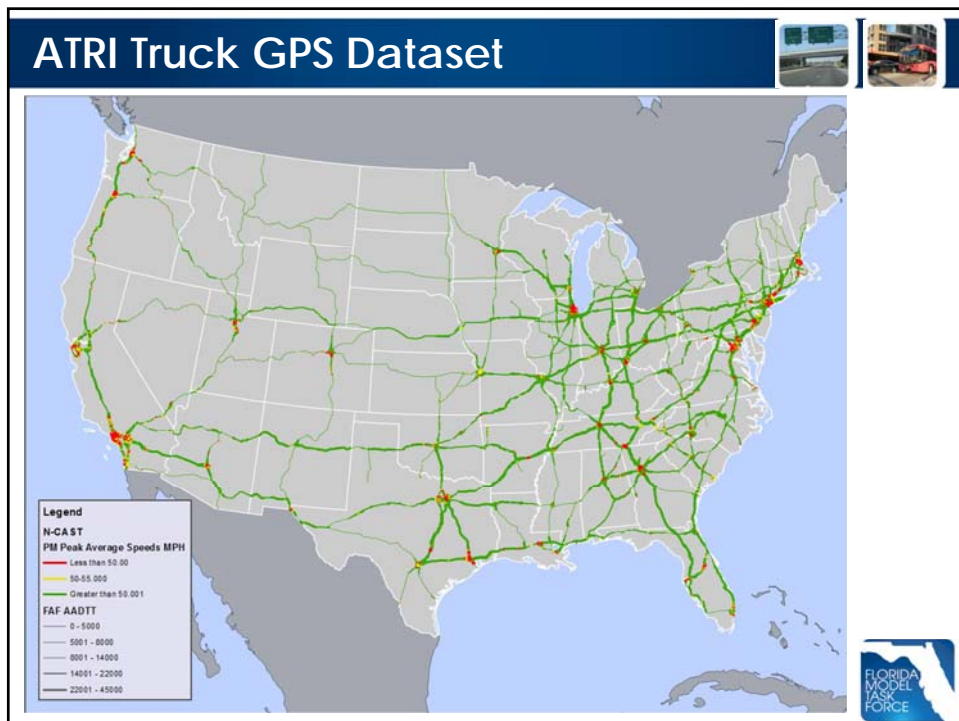 ATRI Truck GPS Dataset
Legend
N-CAST
PM Peak Average Speeds MPH
Less than 50.00
50-55.000
Greater than 50.001
FAF AADTT
0 - 5000
5001 - 8000
8001 - 14000
14001 - 22000
22001 - 45000
FLORIDA
MODEL
TASK
FORCE